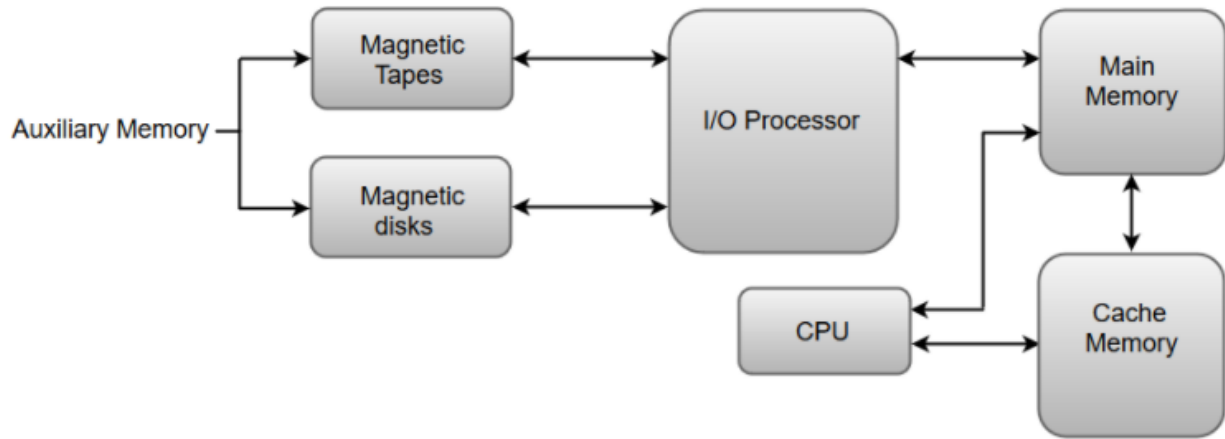 Magnetic
Tapes
I/O Processor
Main
Memory
Auxiliary Memory
Magnetic
disks
CPU
Cache
Memory